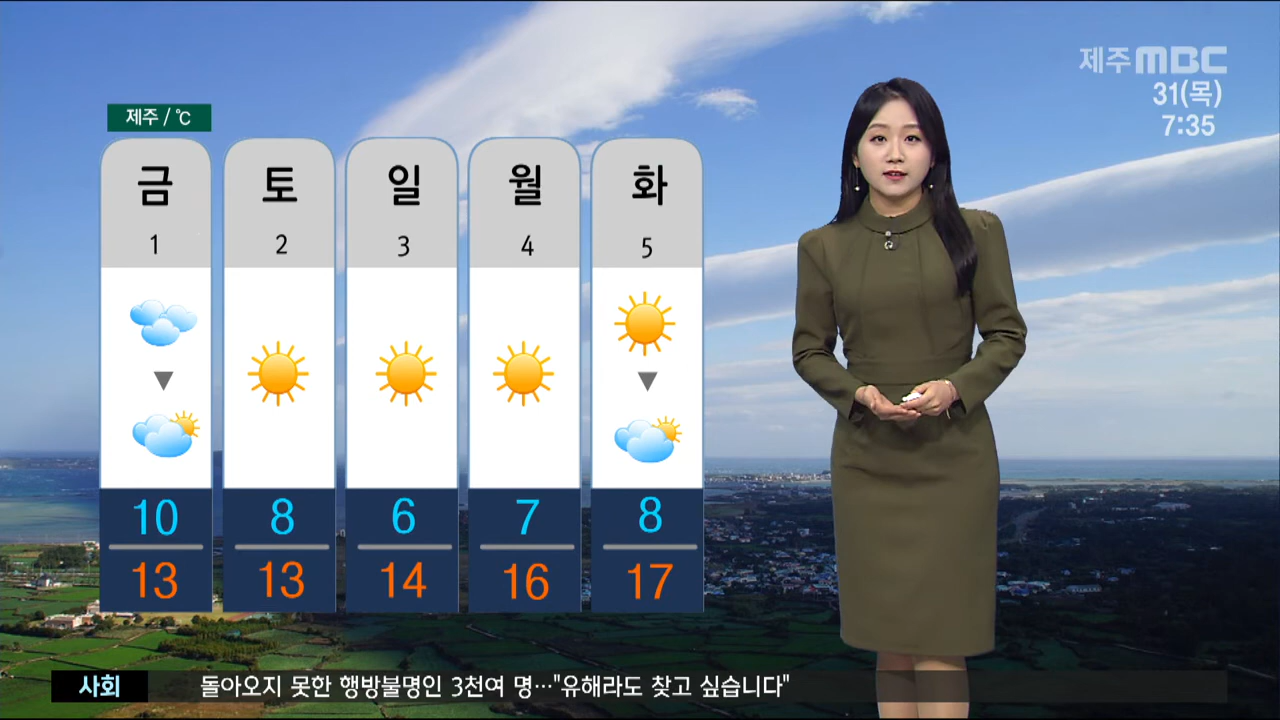 제주MBC
31(목)
7:35
제주 / ℃
금 토 일 월 화
1 2 3 4 5
10 8 6 7 8
13 13 14 16 17
사회 돌아오지 못한 행방불명인 3천여 명…"유해라도 찾고 싶습니다"